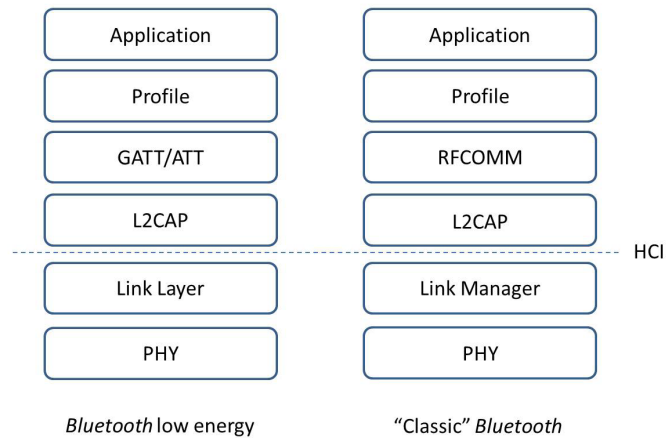 Application
Profile
GATT/ATT
L2CAP
Link Layer
PHY
Bluetooth low energy
Application
Profile
RFCOMM
L2CAP
Link Manager
PHY
“Classic” Bluetooth
HCI